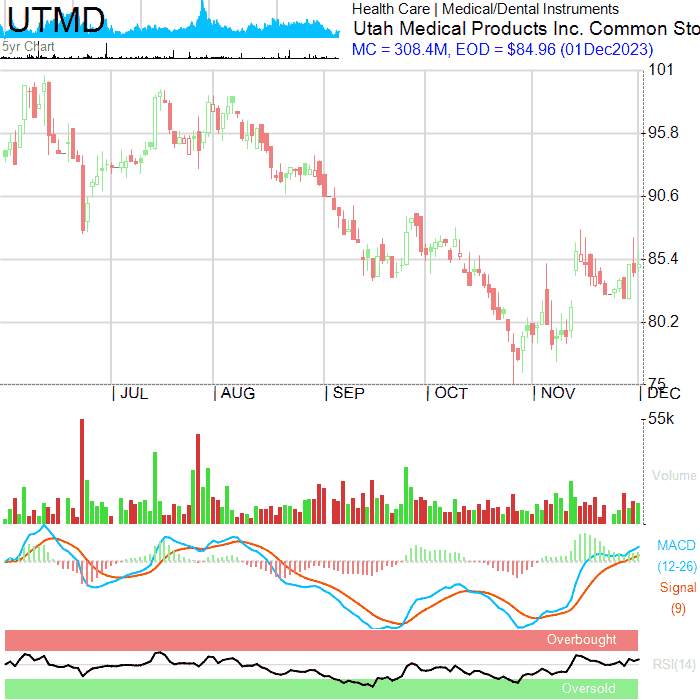 UTMD
5yr Chart
Health Care | Medical/Dental Instruments
Utah Medical Products Inc. Common Sto
MC = 308.4M, EOD = $84.96 (01Dec2023)
101
95.8
90.6
85.4
80.2
75
JUL
AUG
SEP
OCT
NOV
DEC
55k
Volume
MACD
(12-26)
Signal
(9)
Overbought
RSI(14)
Oversold